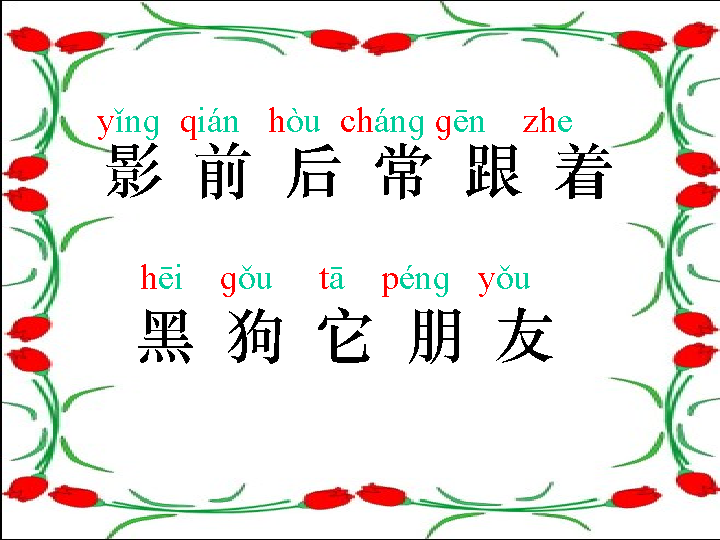 yǐng qián hòu cháng gēn zhe
影 前 后 常 跟 着
hēi gǒu tā péng yǒu
黑 狗 它 朋 友